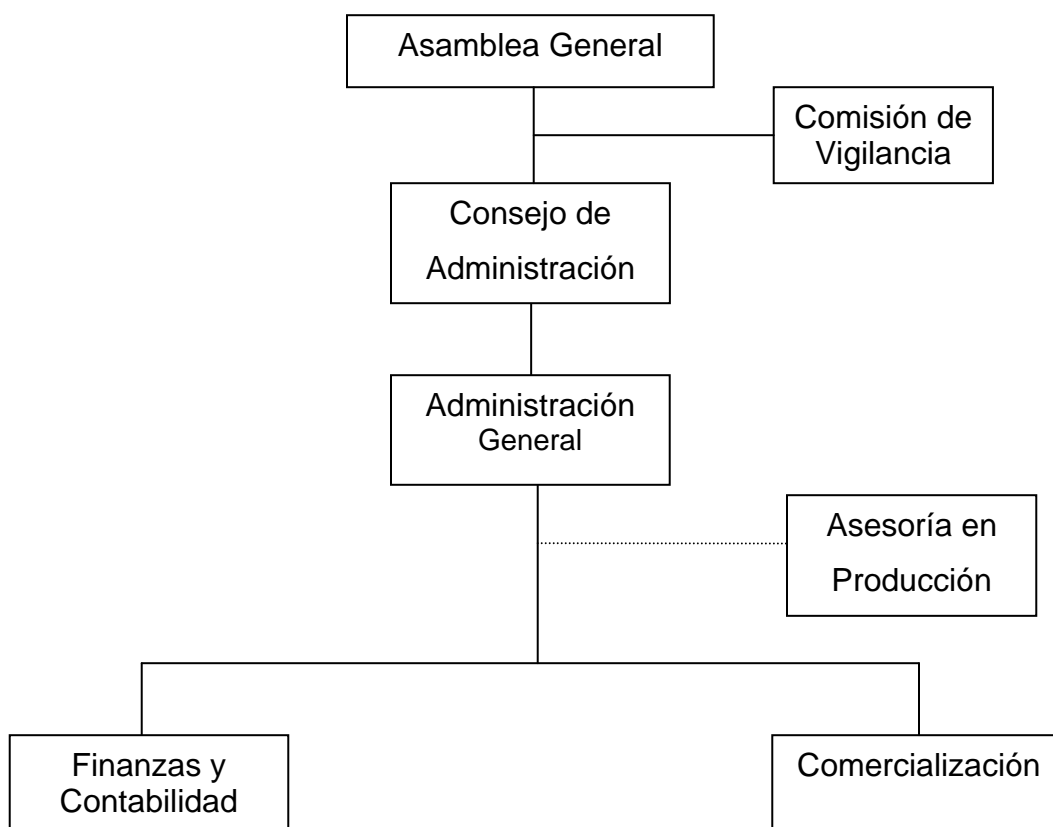 Asamblea General
Comisión de
Vigilancia
Consejo de
Administración
Administración
General
Asesoría en
Producción
Finanzas y
Contabilidad
Comercialización